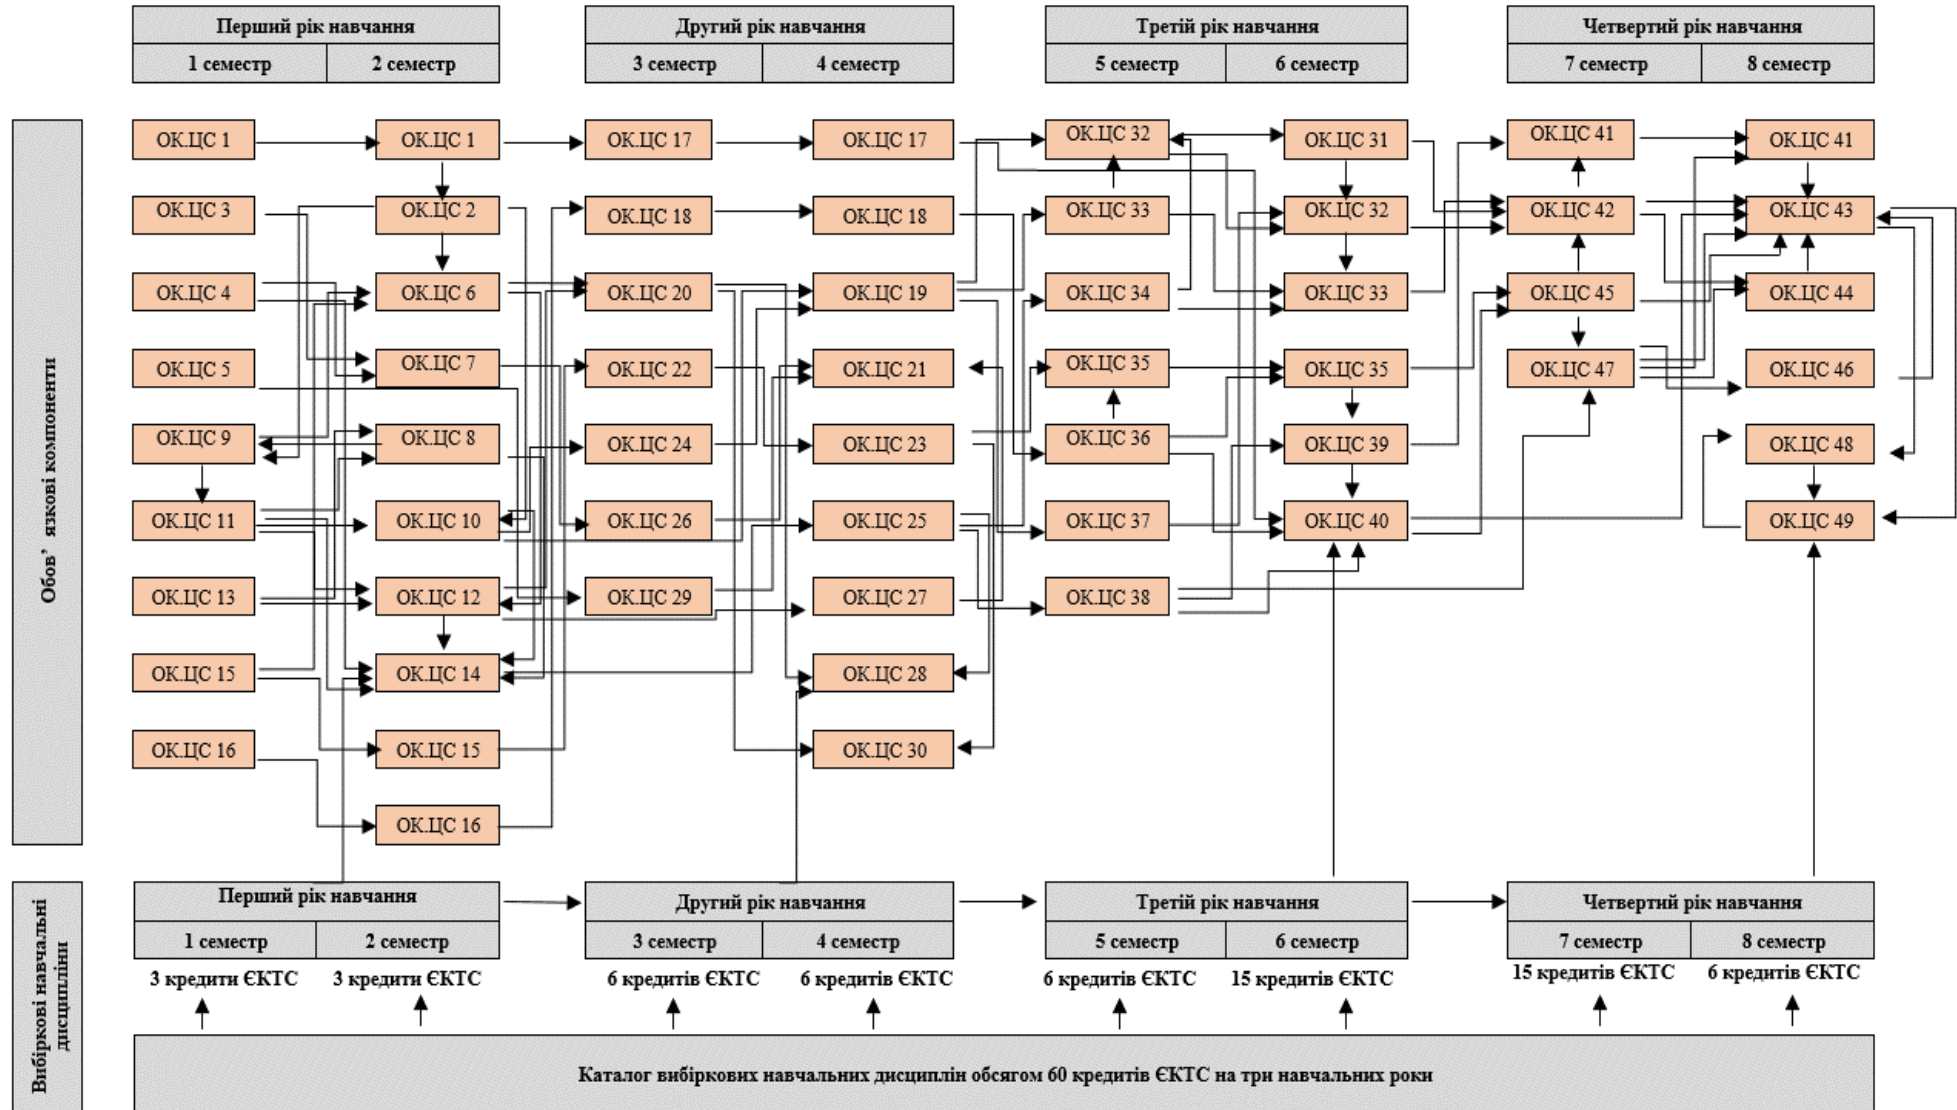 Перший рік навчання
Другий рік навчання
Третій рік навчання
Четвертий рік навчання
1 семестр
2 семестр
3 семестр
4 семестр
5 семестр
6 семестр
7 семестр
8 семестр
Обов’ язкові компоненти
ОК.ЦС 1
ОК.ЦС 1
ОК.ЦС 17
ОК.ЦС 17
ОК.ЦС 32
ОК.ЦС 31
ОК.ЦС 41
ОК.ЦС 41
ОК.ЦС 3
ОК.ЦС 2
ОК.ЦС 18
ОК.ЦС 18
ОК.ЦС 33
ОК.ЦС 32
ОК.ЦС 42
ОК.ЦС 43
ОК.ЦС 4
ОК.ЦС 6
ОК.ЦС 20
ОК.ЦС 19
ОК.ЦС 34
ОК.ЦС 33
ОК.ЦС 45
ОК.ЦС 44
ОК.ЦС 5
ОК.ЦС 7
ОК.ЦС 22
ОК.ЦС 21
ОК.ЦС 35
ОК.ЦС 35
ОК.ЦС 47
ОК.ЦС 46
ОК.ЦС 9
ОК.ЦС 8
ОК.ЦС 24
ОК.ЦС 23
ОК.ЦС 36
ОК.ЦС 39
ОК.ЦС 48
ОК.ЦС 11
ОК.ЦС 10
ОК.ЦС 26
ОК.ЦС 25
ОК.ЦС 37
ОК.ЦС 40
ОК.ЦС 49
ОК.ЦС 13
ОК.ЦС 12
ОК.ЦС 29
ОК.ЦС 27
ОК.ЦС 38
ОК.ЦС 15
ОК.ЦС 14
ОК.ЦС 28
ОК.ЦС 16
ОК.ЦС 15
ОК.ЦС 30
ОК.ЦС 16
Вибіркові навчальні
дисципліни
Перший рік навчання
Другий рік навчання
Третій рік навчання
Четвертий рік навчання
1 семестр
2 семестр
3 семестр
4 семестр
5 семестр
6 семестр
7 семестр
8 семестр
3 кредити ЄКТС
3 кредити ЄКТС
6 кредитів ЄКТС
6 кредитів ЄКТС
6 кредитів ЄКТС
15 кредитів ЄКТС
15 кредитів ЄКТС
6 кредитів ЄКТС
Каталог вибіркових навчальних дисциплін обсягом 60 кредитів ЄКТС на три навчальних роки